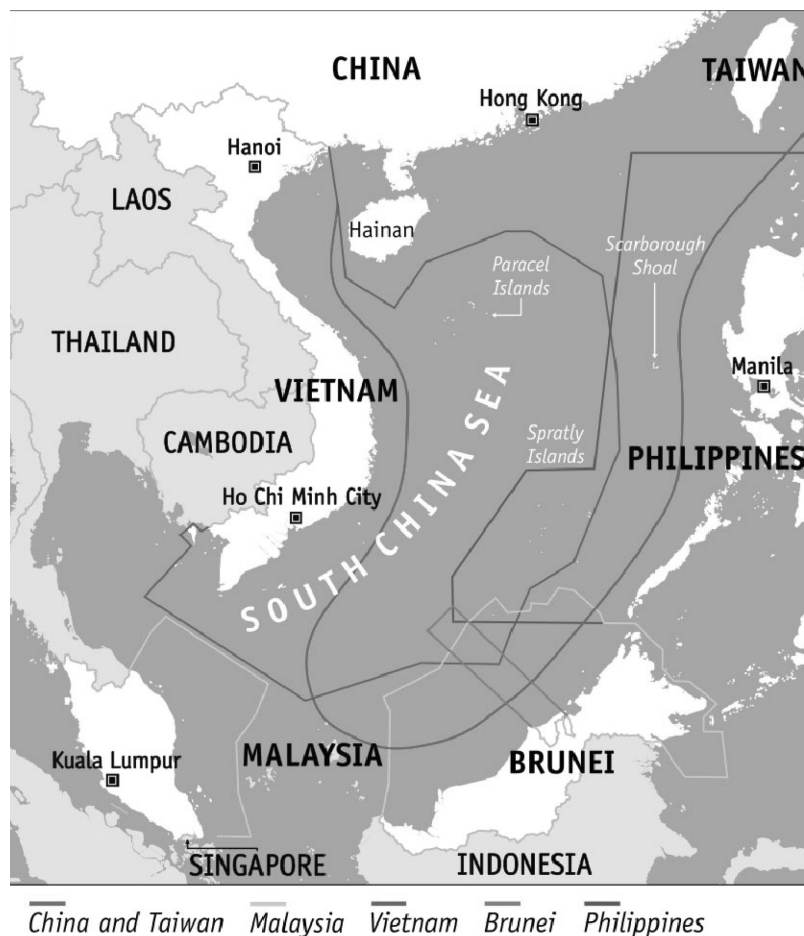 CHINA
TAIWAN
Hong Kong
Hanoi
LAOS
Hainan
Scarborough
Shoal
Paracel
Islands
THAILAND
Manila
VIETNAM
CAMBODIA
Spratly
Islands
PHILIPPINES
Ho Chi Minh City
SOUTH CHINA SEA
MALAYSIA
BRUNEI
Kuala Lumpur
SINGAPORE
INDONESIA
China and Taiwan
Malaysia
Vietnam
Brunei
Philippines